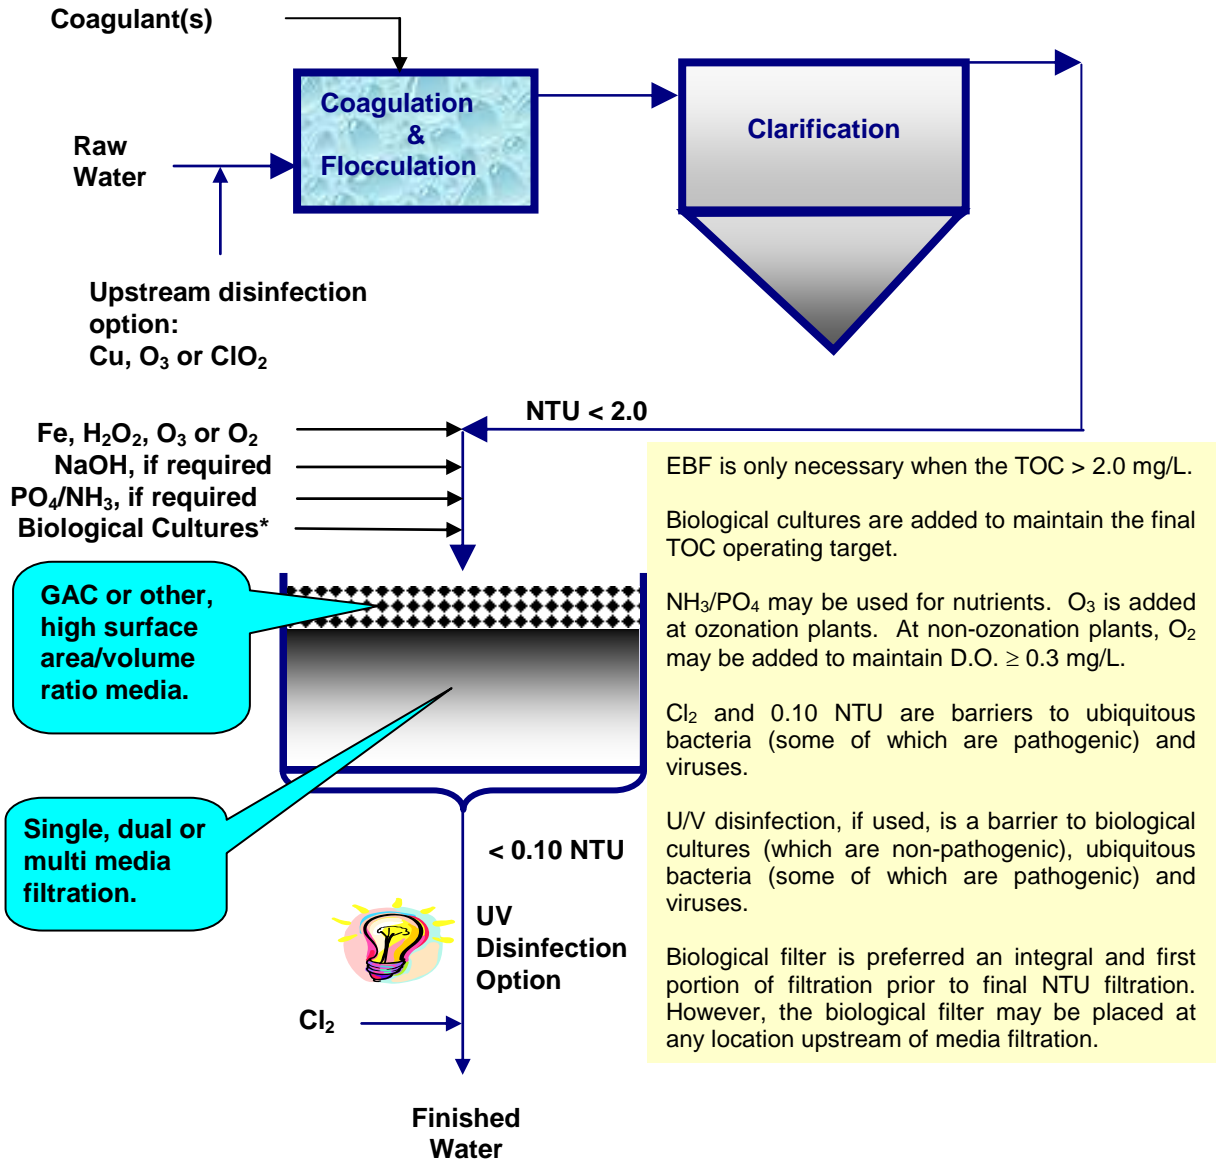 Coagulant(s)
Coagulation
&
Flocculation
Clarification
Raw
Water
Upstream disinfection
option:
Cu, O₃ or ClO₂
NTU < 2.0
Fe, H₂O₂, O₃ or O₂
NaOH, if required
PO₄/NH₃, if required
Biological Cultures*
GAC or other,
high surface
area/volume
ratio media.
Single, dual or
multi media
filtration.
< 0.10 NTU
UV
Disinfection
Option
Cl₂
Finished
Water
EBF is only necessary when the TOC > 2.0 mg/L.
Biological cultures are added to maintain the final
TOC operating target.
NH₃/PO₄ may be used for nutrients. O₃ is added
at ozonation plants. At non-ozonation plants, O₂
may be added to maintain D.O. ≥ 0.3 mg/L.
Cl₂ and 0.10 NTU are barriers to ubiquitous
bacteria (some of which are pathogenic) and
viruses.
U/V disinfection, if used, is a barrier to biological
cultures (which are non-pathogenic), ubiquitous
bacteria (some of which are pathogenic) and
viruses.
Biological filter is preferred an integral and first
portion of filtration prior to final NTU filtration.
However, the biological filter may be placed at
any location upstream of media filtration.